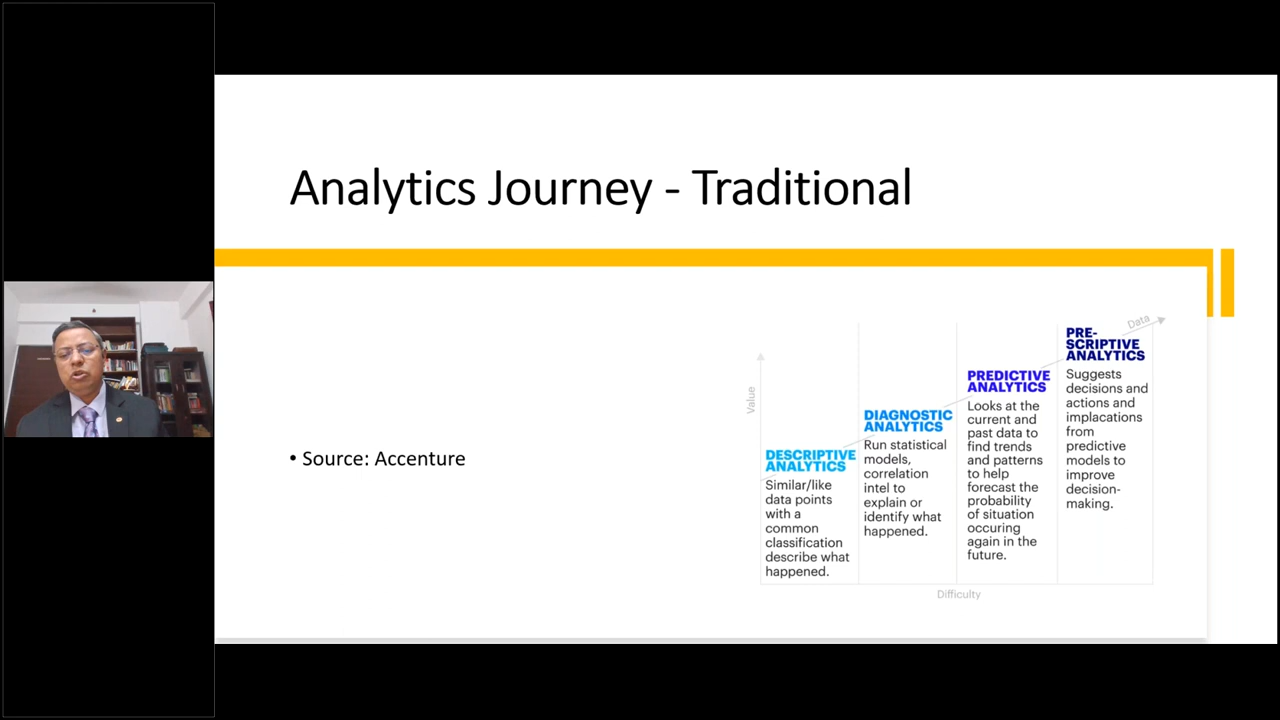 Analytics Journey - Traditional
• Source: Accenture
Value
Data
Difficulty
DESCRIPTIVE
ANALYTICS
Similar/like
data points
with a
common
classification
describe what
happened.
DIAGNOSTIC
ANALYTICS
Run statistical
models,
correlation
intel to
explain or
identify what
happened.
PREDICTIVE
ANALYTICS
Looks at the
current and
past data to
find trends
and patterns
to help
forecast the
probability
of situation
occuring
again in the
future.
PRE-
SCRIPTIVE
ANALYTICS
Suggests
decisions and
actions and
implacations
from
predictive
models to
improve
decision-
making.